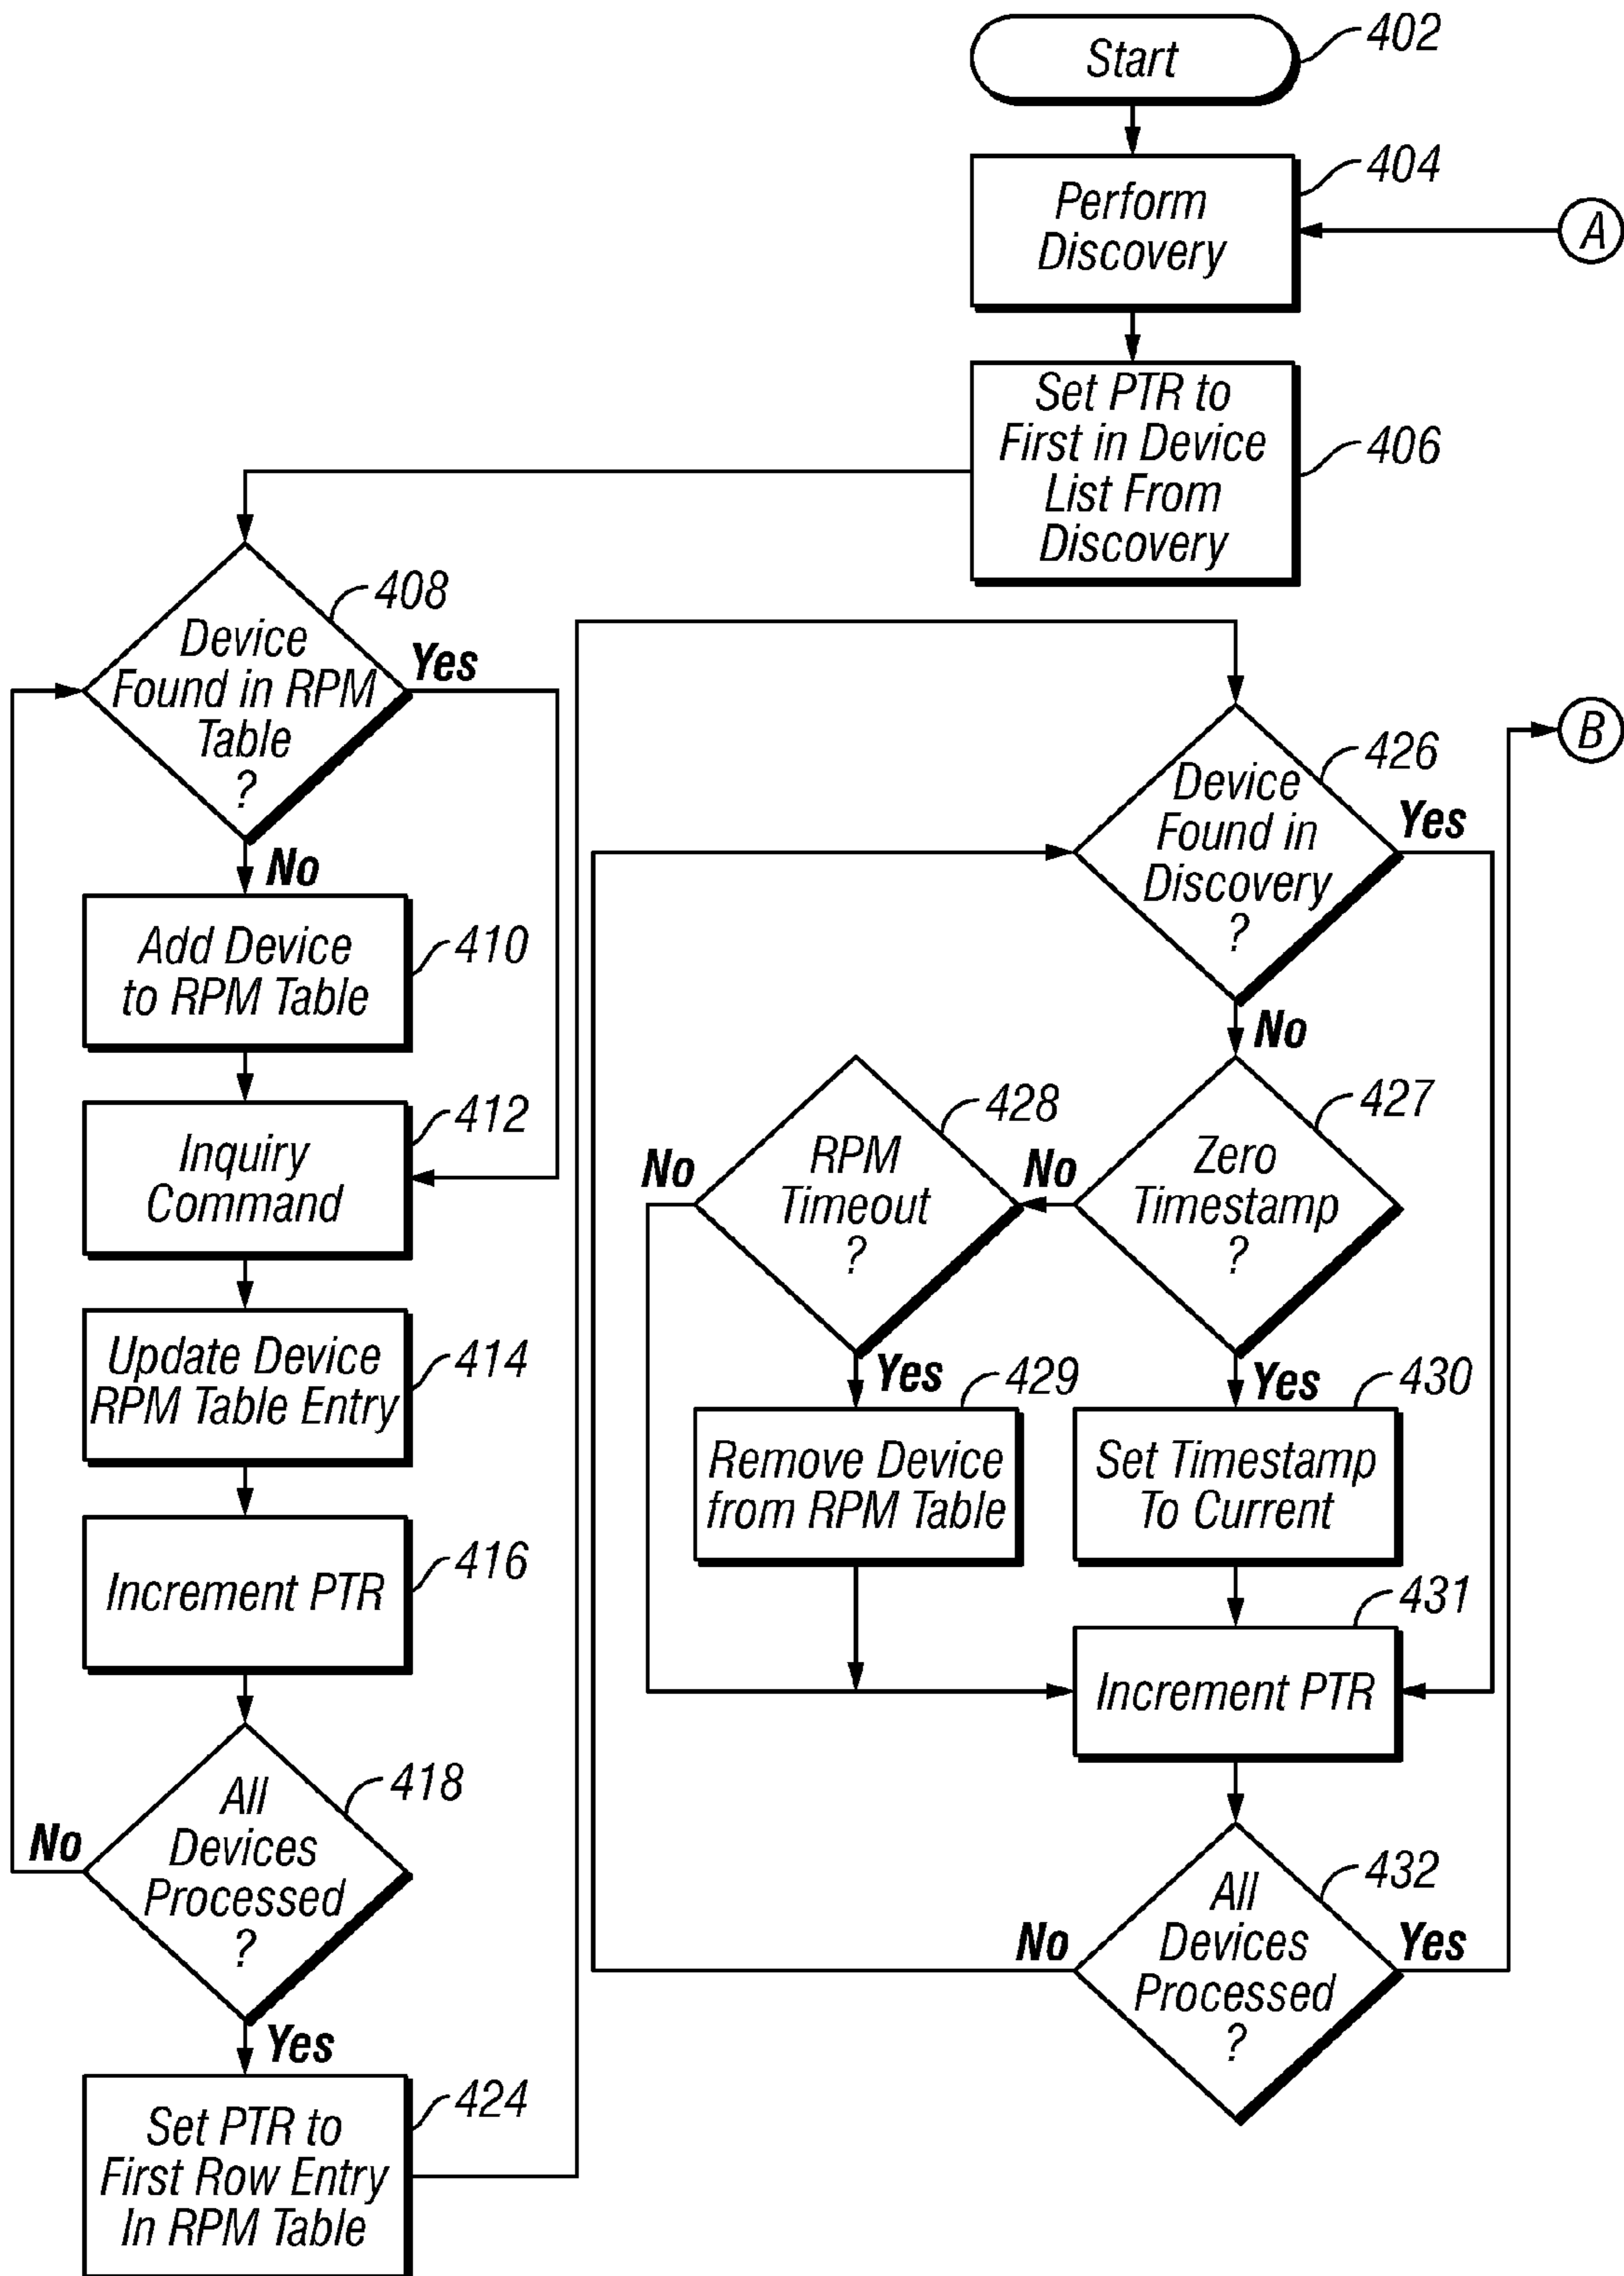 Start
402
Perform
Discovery
404
A
Set PTR to
First in Device
List From
Discovery
406
Device
Found in RPM
Table
?
408
Yes
No
Add Device
to RPM Table
410
Inquiry
Command
412
Update Device
RPM Table Entry
414
Increment PTR
416
All
Devices
Processed
?
418
No
Yes
Set PTR to
First Row Entry
In RPM Table
424
Device
Found in
Discovery
?
426
Yes
B
No
Zero
Timestamp
?
427
No
RPM
Timeout
?
428
No
Yes
Remove Device
from RPM Table
429
Yes
Set Timestamp
To Current
430
Increment PTR
431
All
Devices
Processed
?
432
No
Yes